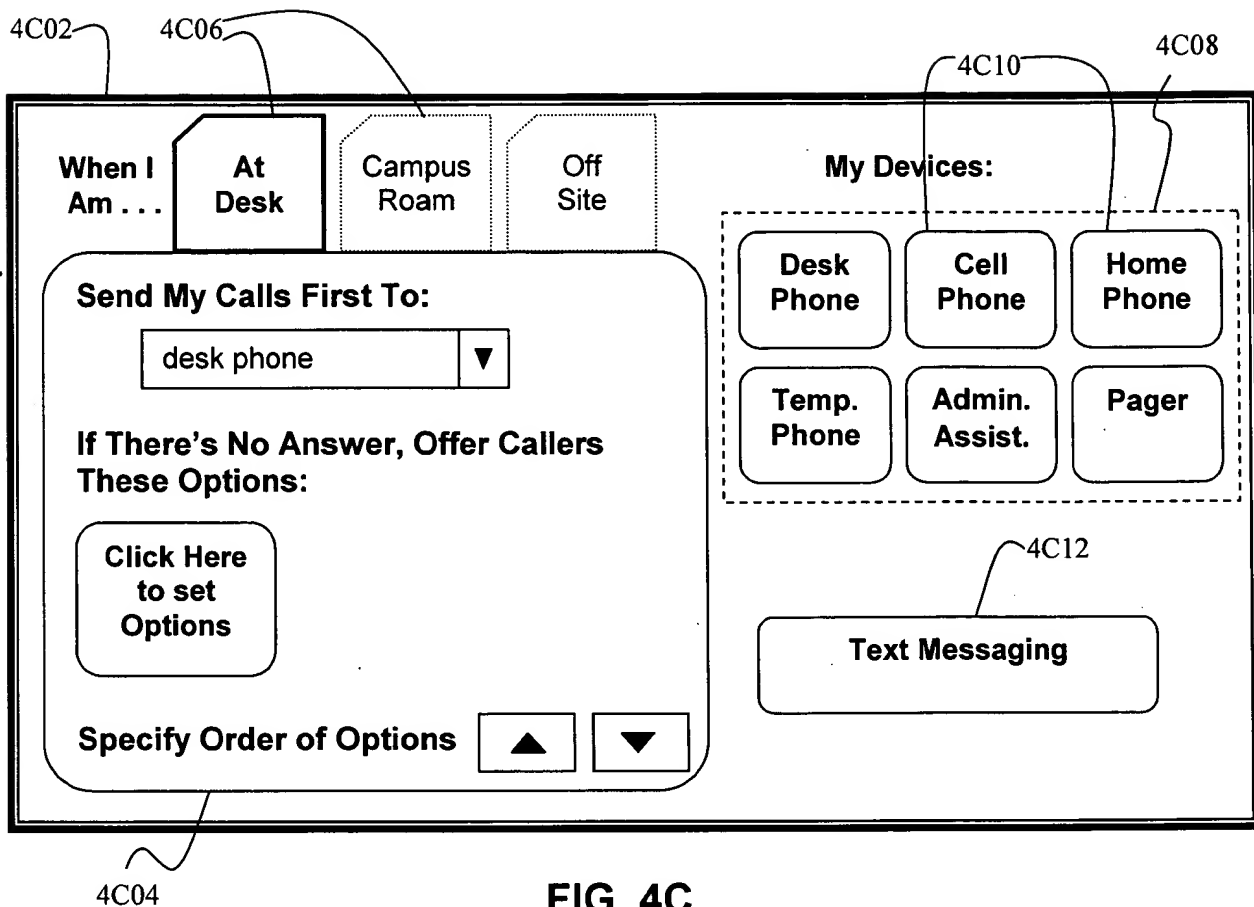 4C02
4C06
4C10
4C08
When I
Am . . .
At
Desk
Campus
Roam
Off
Site
My Devices:
Send My Calls First To:
desk phone
If There's No Answer, Offer Callers
These Options:
Click Here
to set
Options
Specify Order of Options
Desk
Phone
Cell
Phone
Home
Phone
Temp.
Phone
Admin.
Assist.
Pager
4C12
Text Messaging
4C04
FIG. 4C